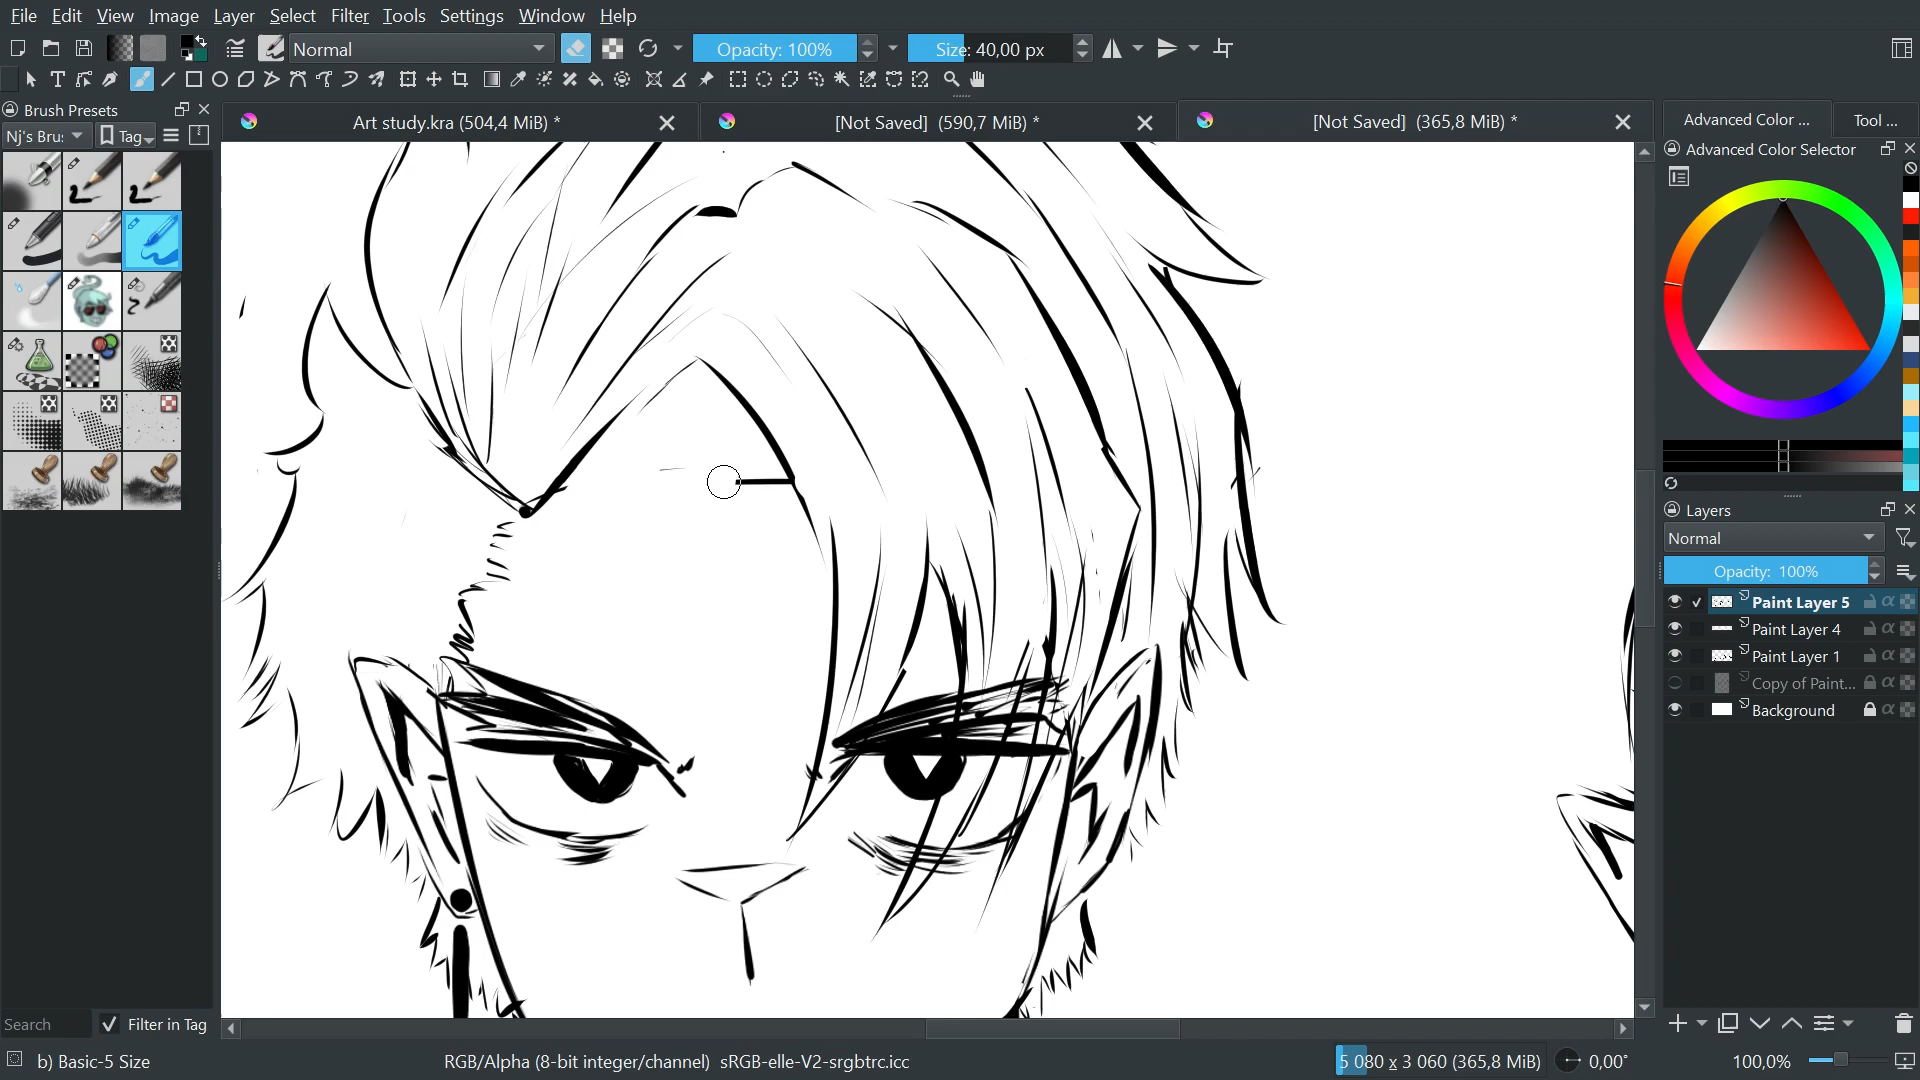 File Edit View Image Layer Select Filter Tools Settings Window Help
Normal Opacity: 100% Size: 40,00 px
Brush Presets
Nj's Bru: Tag
Art study.kra (504,4 MiB) *
[Not Saved] (590,7 MiB) *
[Not Saved] (365,8 MiB) *
Advanced Color ... Tool ...
Advanced Color Selector
Layers
Normal
Opacity: 100%
Paint Layer 5
Paint Layer 4
Paint Layer 1
Copy of Paint...
Background
Search Filter in Tag
b) Basic-5 Size
RGB/Alpha (8-bit integer/channel) sRGB-elle-V2-srgbtrc.icc
5 080 x 3 060 (365,8 MiB)
0,00°
100,0%